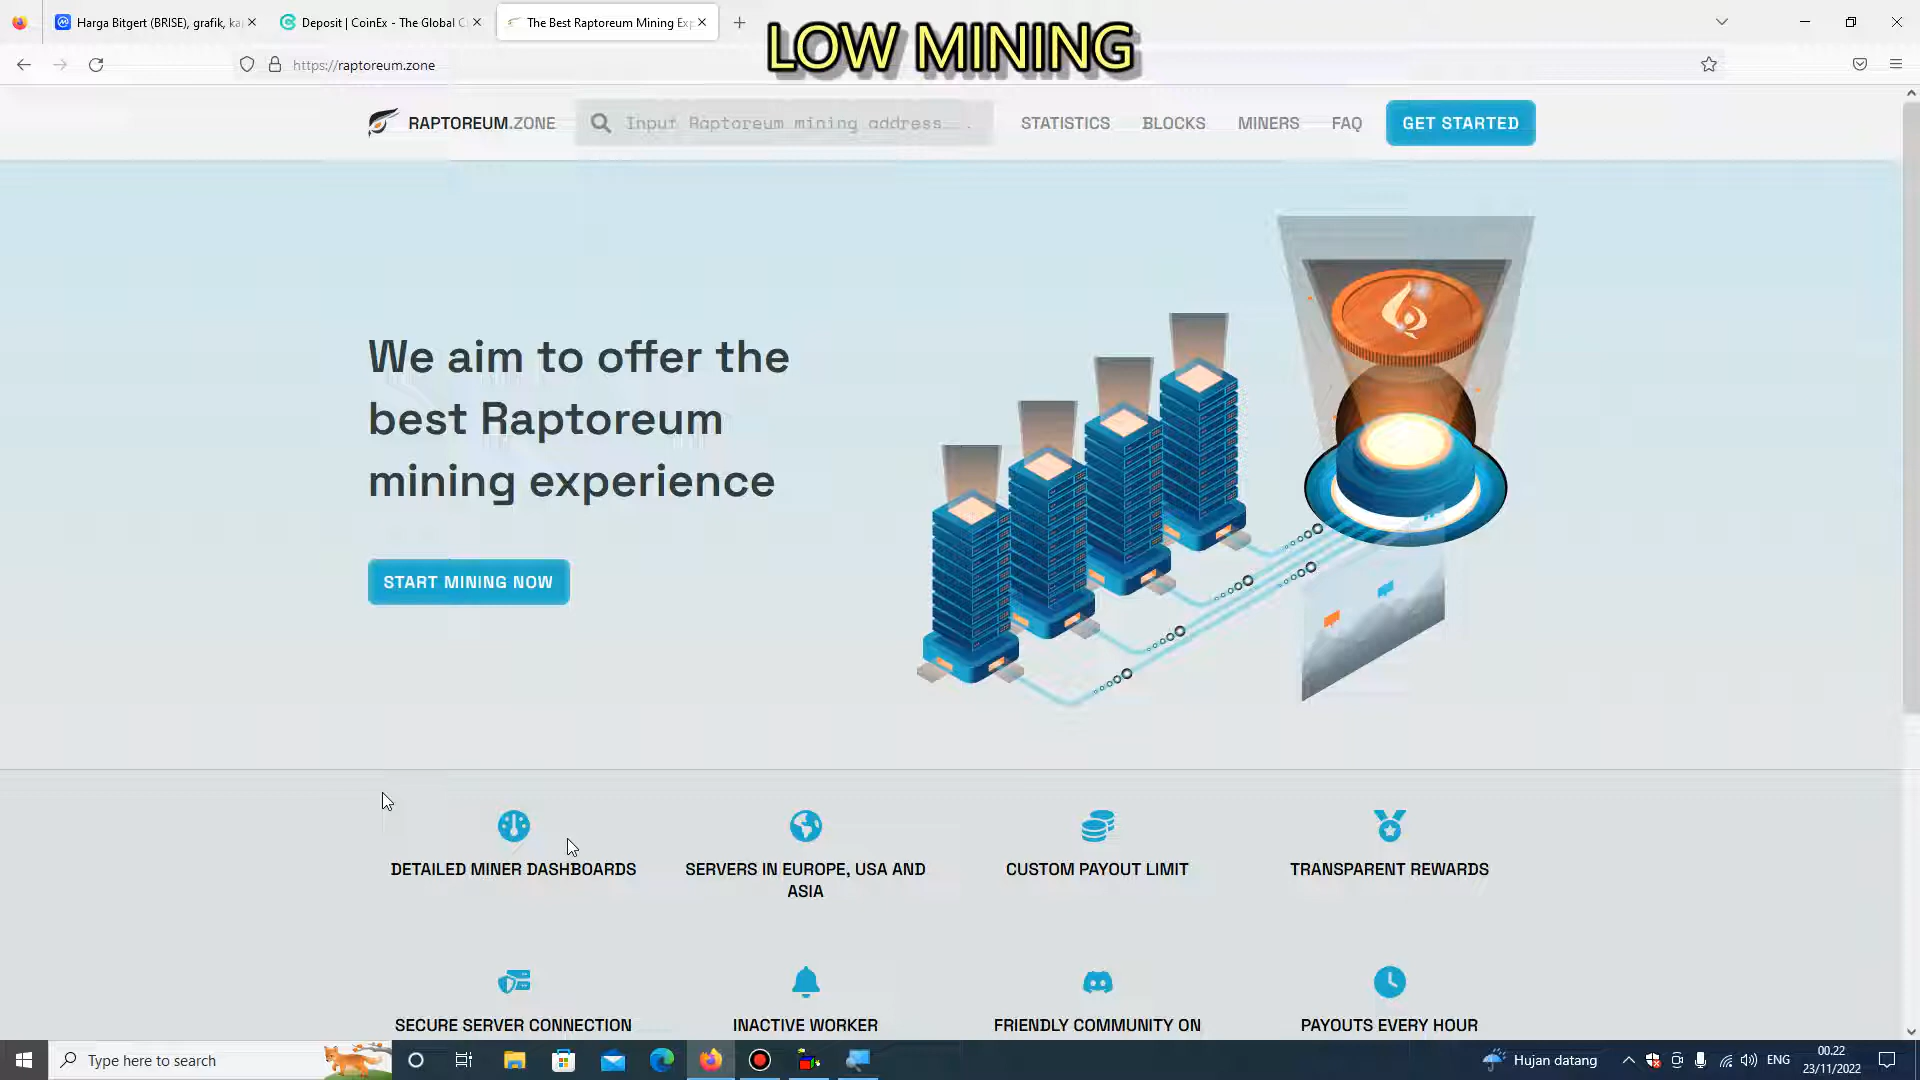 Harga Bitgert (BRISE), grafik, ka
Deposit | CoinEx - The Global C
The Best Raptoreum Mining Exp
LOW MINING
https://raptoreum.zone
RAPTOREUM.ZONE
Input Raptoreum mining address...
STATISTICS
BLOCKS
MINERS
FAQ
GET STARTED
We aim to offer the
best Raptoreum
mining experience
START MINING NOW
DETAILED MINER DASHBOARDS
SERVERS IN EUROPE, USA AND
ASIA
CUSTOM PAYOUT LIMIT
TRANSPARENT REWARDS
SECURE SERVER CONNECTION
INACTIVE WORKER
FRIENDLY COMMUNITY ON
PAYOUTS EVERY HOUR
Type here to search
Hujan datang
ENG
00.22
23/11/2022